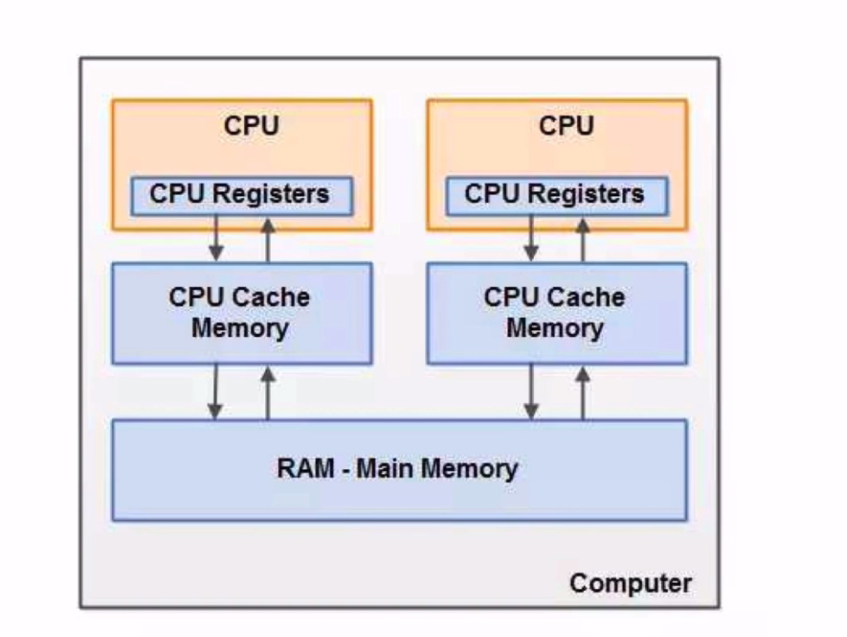 CPU
CPU
CPU Registers
CPU Registers
CPU Cache
Memory
CPU Cache
Memory
RAM - Main Memory
Computer